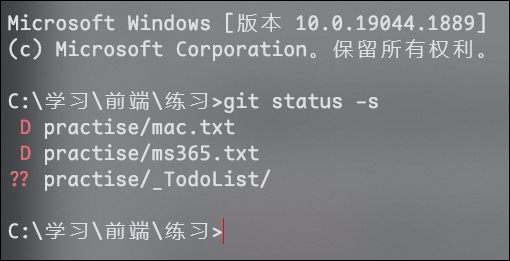 Microsoft Windows [版本 10.0.19044.1889]
(c) Microsoft Corporation。保留所有权利。
C:\学习\前端\练习>git status -s
 D practise/mac.txt
 D practise/ms365.txt
?? practise/_TodoList/
C:\学习\前端\练习>